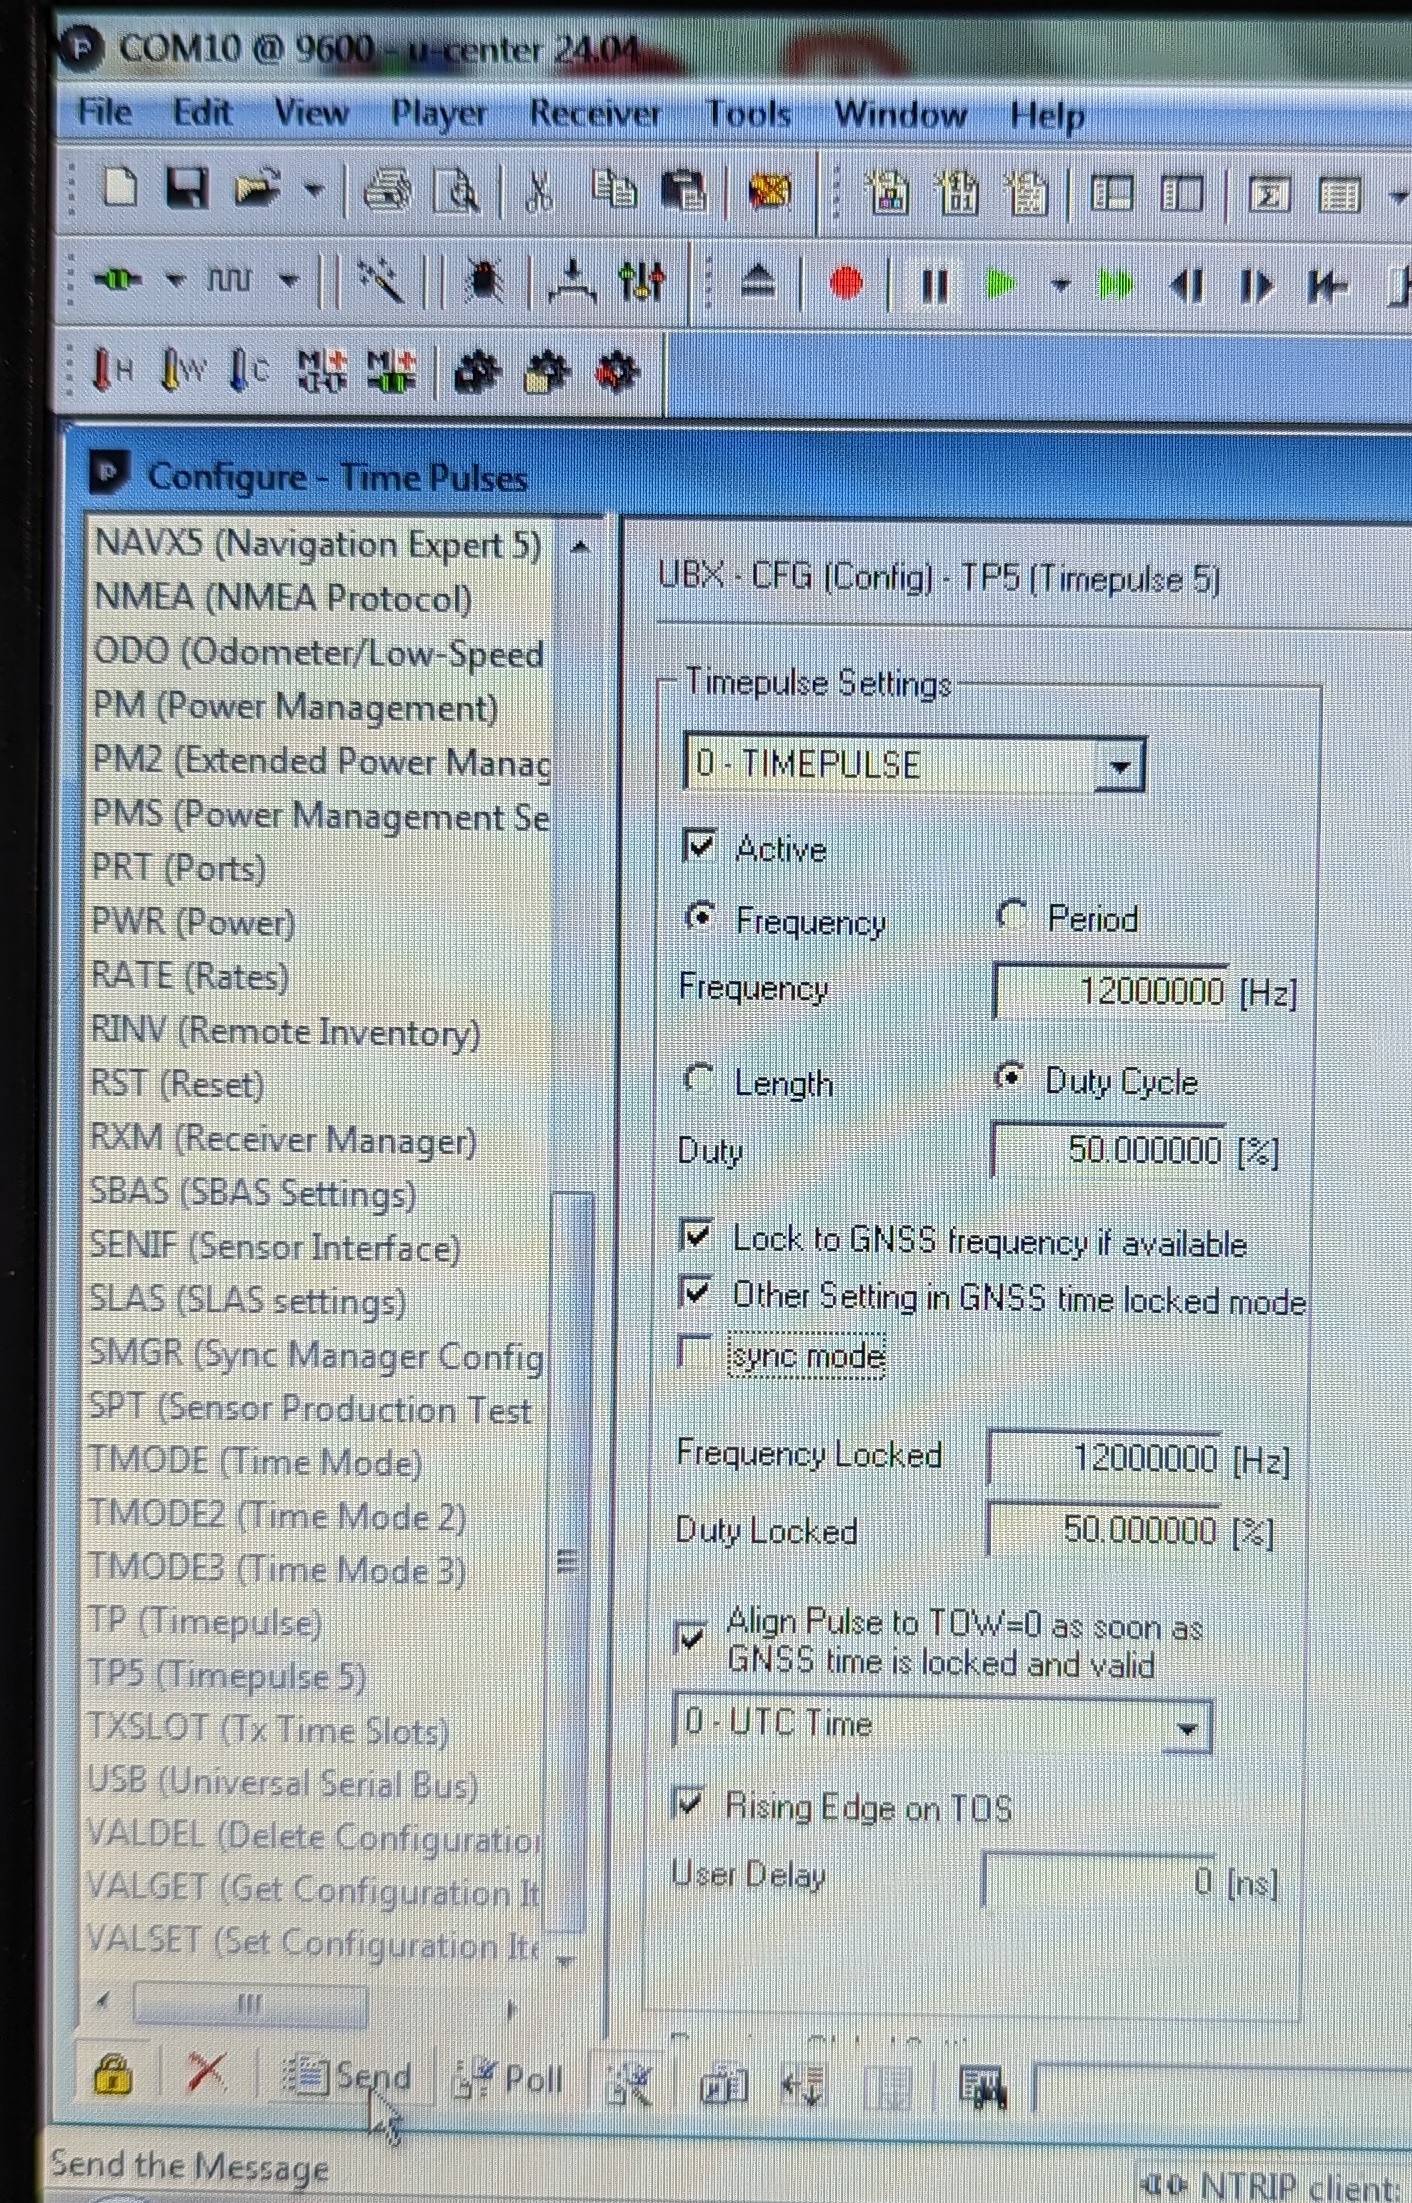 COM10 @ 9600 - u-center 24.04
File Edit View Player Receiver Tools Window Help
H W C M M
Configure - Time Pulses
NAVX5 (Navigation Expert 5)
NMEA (NMEA Protocol)
ODO (Odometer/Low-Speed
PM (Power Management)
PM2 (Extended Power Manag
PMS (Power Management Se
PRT (Ports)
PWR (Power)
RATE (Rates)
RINV (Remote Inventory)
RST (Reset)
RXM (Receiver Manager)
SBAS (SBAS Settings)
SENIF (Sensor Interface)
SLAS (SLAS settings)
SMGR (Sync Manager Config
SPT (Sensor Production Test
TMODE (Time Mode)
TMODE2 (Time Mode 2)
TMODE3 (Time Mode 3)
TP (Timepulse)
TP5 (Timepulse 5)
TXSLOT (Tx Time Slots)
USB (Universal Serial Bus)
VALDEL (Delete Configuration
VALGET (Get Configuration It
VALSET (Set Configuration Ite
UBX - CFG (Config) - TP5 (Timepulse 5)
Timepulse Settings
0 - TIMEPULSE
Active
Frequency Period
Frequency 12000000 [Hz]
Length Duty Cycle
Duty 50.000000 [%]
Lock to GNSS frequency if available
Other Setting in GNSS time locked mode
sync mode
Frequency Locked 12000000 [Hz]
Duty Locked 50.000000 [%]
Align Pulse to TOW=0 as soon as
GNSS time is locked and valid
0 - UTC Time
Rising Edge on TOS
User Delay 0 [ns]
Send Poll
Send the Message
NTRIP client: